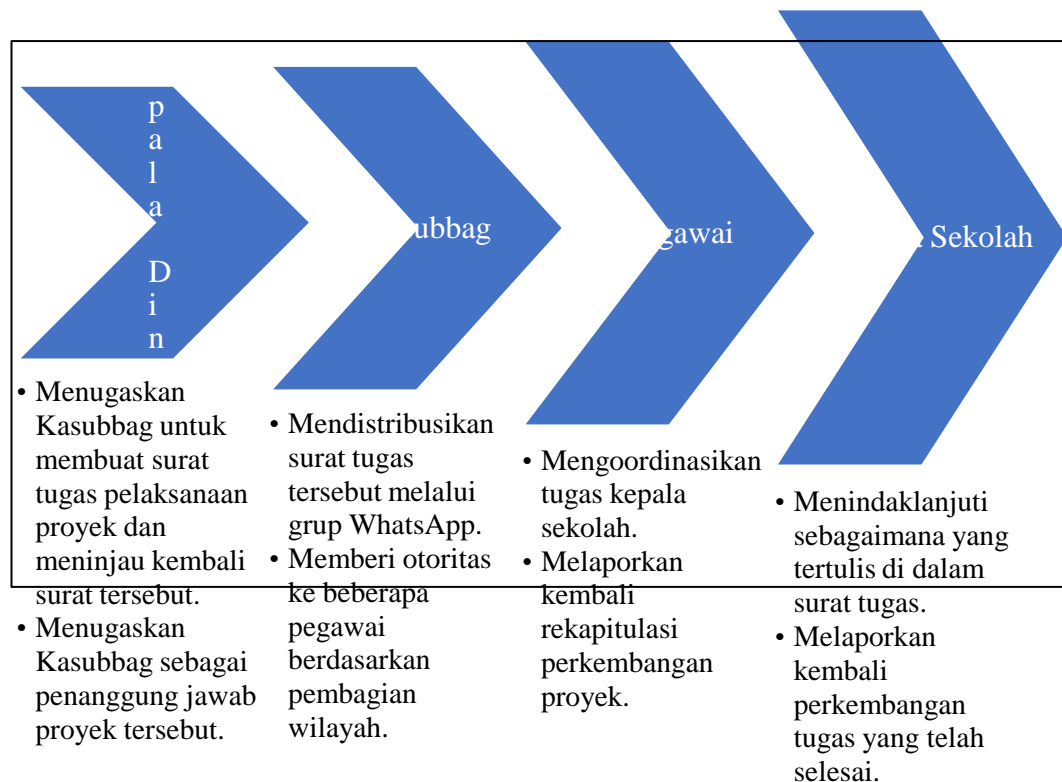 pala Din
ubbag
gawai
Sekolah
• Menugaskan
Kasubbag untuk
membuat surat
tugas pelaksanaan
proyek dan
meninjau kembali
surat tersebut.
• Menugaskan
Kasubbag sebagai
penanggung jawab
proyek tersebut.
• Mendistribusikan
surat tugas
tersebut melalui
grup WhatsApp.
• Memberi otoritas
ke beberapa
pegawai
berdasarkan
pembagian
wilayah.
• Mengoordinasikan
tugas kepala
sekolah.
• Melaporkan
kembali
rekapitulasi
perkembangan
proyek.
• Menindaklanjuti
sebagaimana yang
tertulis di dalam
surat tugas.
• Melaporkan
kembali
perkembangan
tugas yang telah
selesai.